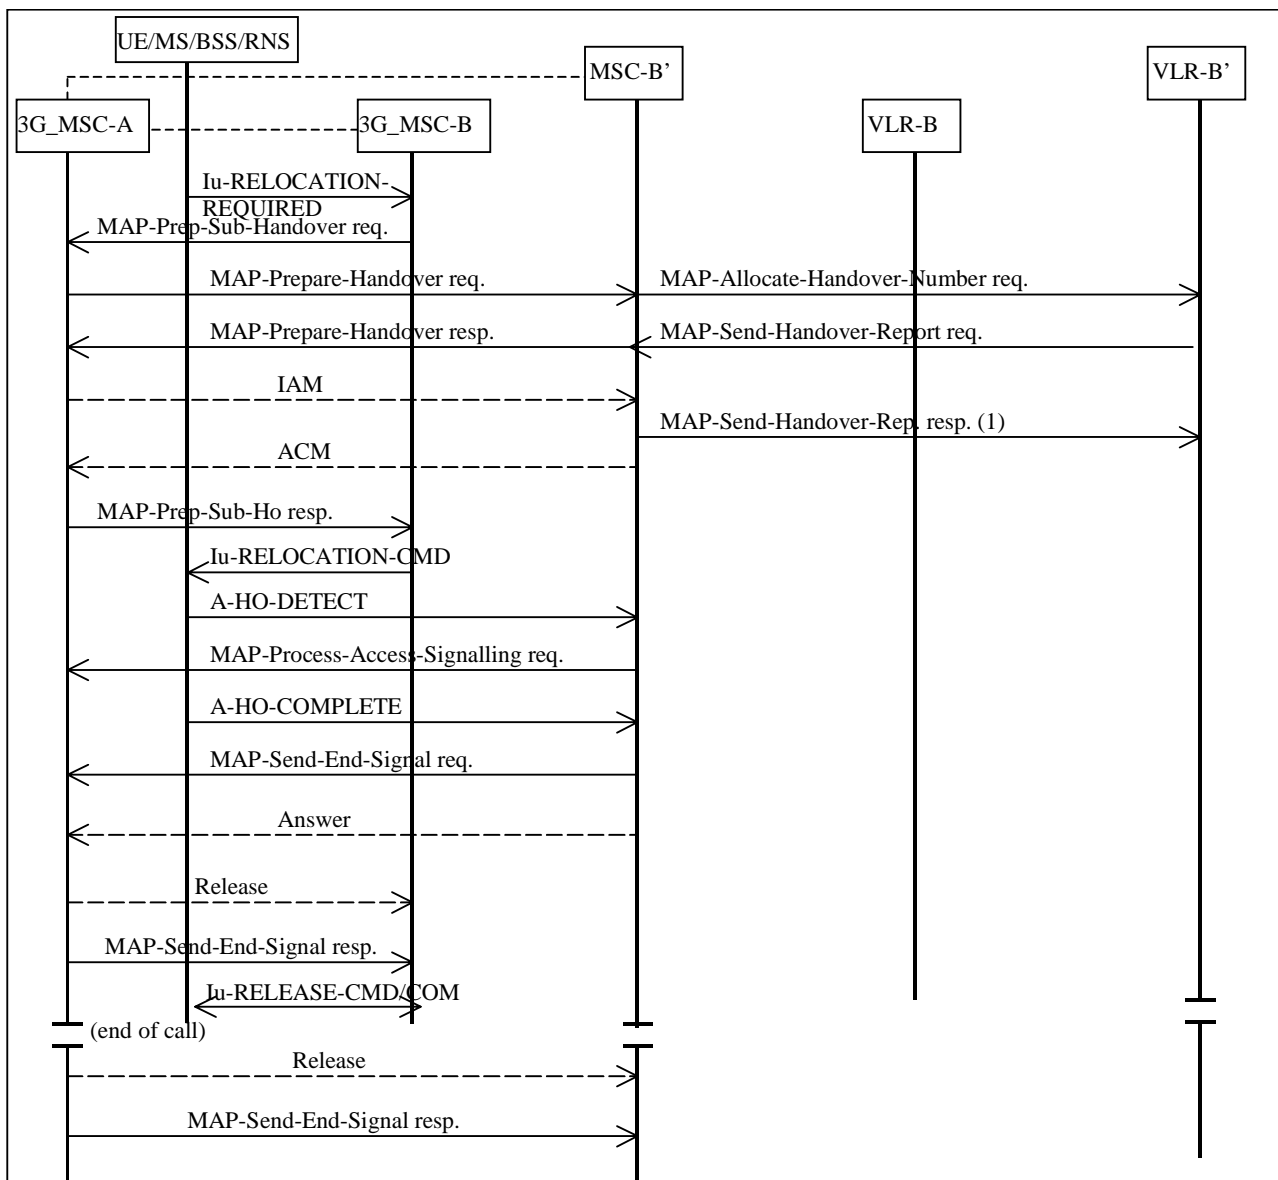 UE/MS/BSS/RNS
MSC-B’
VLR-B’
3G_MSC-A
3G_MSC-B
VLR-B
Iu-RELOCATION-
REQUIRED
MAP-Prep-Sub-Handover req.
MAP-Prepare-Handover req.
MAP-Allocate-Handover-Number req.
MAP-Prepare-Handover resp.
MAP-Send-Handover-Report req.
IAM
MAP-Send-Handover-Rep. resp. (1)
ACM
MAP-Prep-Sub-Ho resp.
Iu-RELOCATION-CMD
A-HO-DETECT
MAP-Process-Access-Signalling req.
A-HO-COMPLETE
MAP-Send-End-Signal req.
Answer
Release
MAP-Send-End-Signal resp.
Iu-RELEASE-CMD/COM
(end of call)
Release
MAP-Send-End-Signal resp.